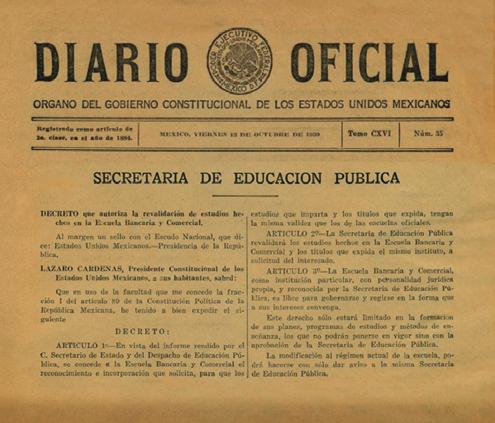 DIARIO OFICIAL
ORGANO DEL GOBIERNO CONSTITUCIONAL DE LOS ESTADOS UNIDOS MEXICANOS
Registrado como artículo de
2a. clase, en el año de 1884.
MEXICO, VIERNES 13 DE OCTUBRE DE 1939
Tomo CXVI
Núm. 35
SECRETARIA DE EDUCACION PUBLICA
DECRETO que autoriza la revalidación de estudios he-
chos en la Escuela Bancaria y Comercial.
Al margen un sello con el Escudo Nacional, que di-
ce: Estados Unidos Mexicanos.—Presidencia de la Repú-
blica.
LAZARO CARDENAS, Presidente Constitucional de los
Estados Unidos Mexicanos, a sus habitantes, sabed:
Que en uso de la facultad que me concede la frac-
ción I del artículo 89 de la Constitución Política de la
República Mexicana, he tenido a bien expedir el si-
guiente
DECRETO:
ARTICULO 1o—En vista del informe rendido por el
C. Secretario de Estado y del Despacho de Educación Pú-
blica, se concede a la Escuela Bancaria y Comercial el
reconocimiento e incorporación que solicita, para que los
estudios que imparta y los títulos que expida, tengan
la misma validez que los de las escuelas oficiales.
ARTICULO 2o—La Secretaría de Educación Pública
revalidará los estudios hechos en la Escuela Bancaria y
Comercial y los títulos que expida el mismo instituto, a
solicitud del interesado.
ARTICULO 3o—La Escuela Bancaria y Comercial,
como institución particular, con personalidad jurídica
propia, y reconocida por la Secretaría de Educación Pú-
blica, es libre para gobernarse y regirse en la forma que
a sus intereses convenga.
Este derecho sólo estará limitado en la formación
de sus planes, programas de estudios y métodos de en-
señanza, los que no podrán ponerse en vigor sino con la
aprobación de la Secretaría de Educación Pública.
La modificación al régimen actual de la escuela, po-
drá hacerse con sólo dar aviso a la misma Secretaría
de Educación Pública.